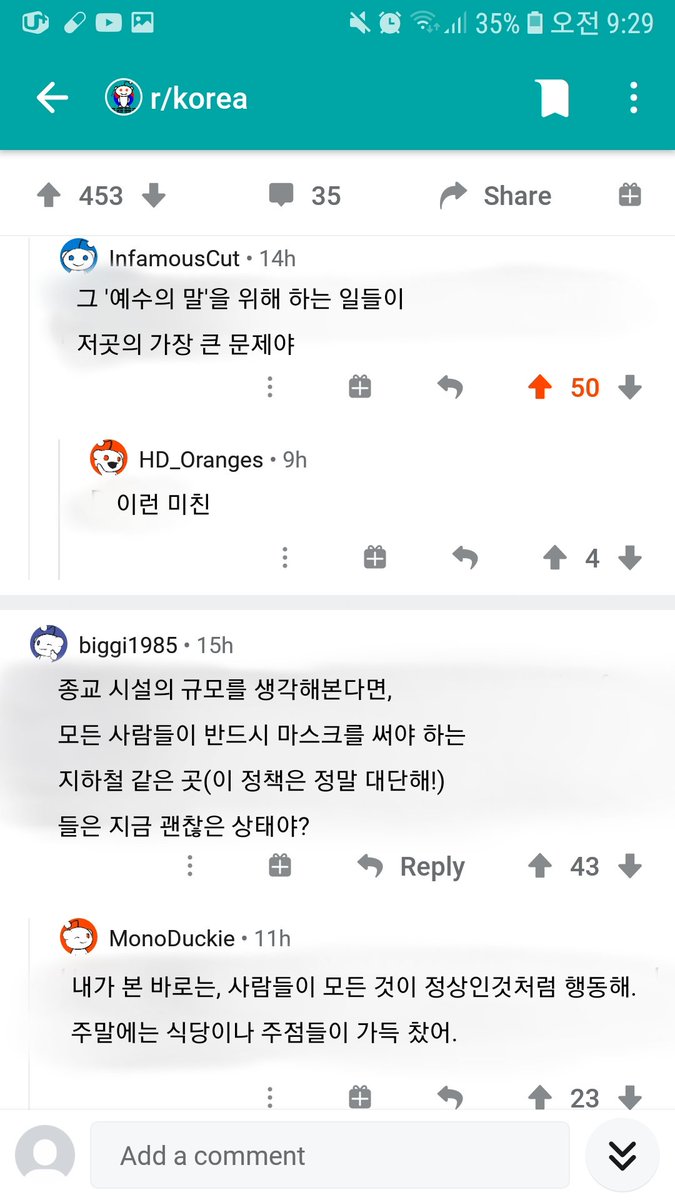 35% 오전 9:29
r/korea
453 35 Share
InfamousCut • 14h
그 '예수의 말'을 위해 하는 일들이
저곳의 가장 큰 문제야
50
HD_Oranges • 9h
이런 미친
4
biggi1985 • 15h
종교 시설의 규모를 생각해본다면,
모든 사람들이 반드시 마스크를 써야 하는
지하철 같은 곳(이 정책은 정말 대단해!)
들은 지금 괜찮은 상태야?
Reply 43
MonoDuckie • 11h
내가 본 바로는, 사람들이 모든 것이 정상인것처럼 행동해.
주말에는 식당이나 주점들이 가득 찼어.
23
Add a comment